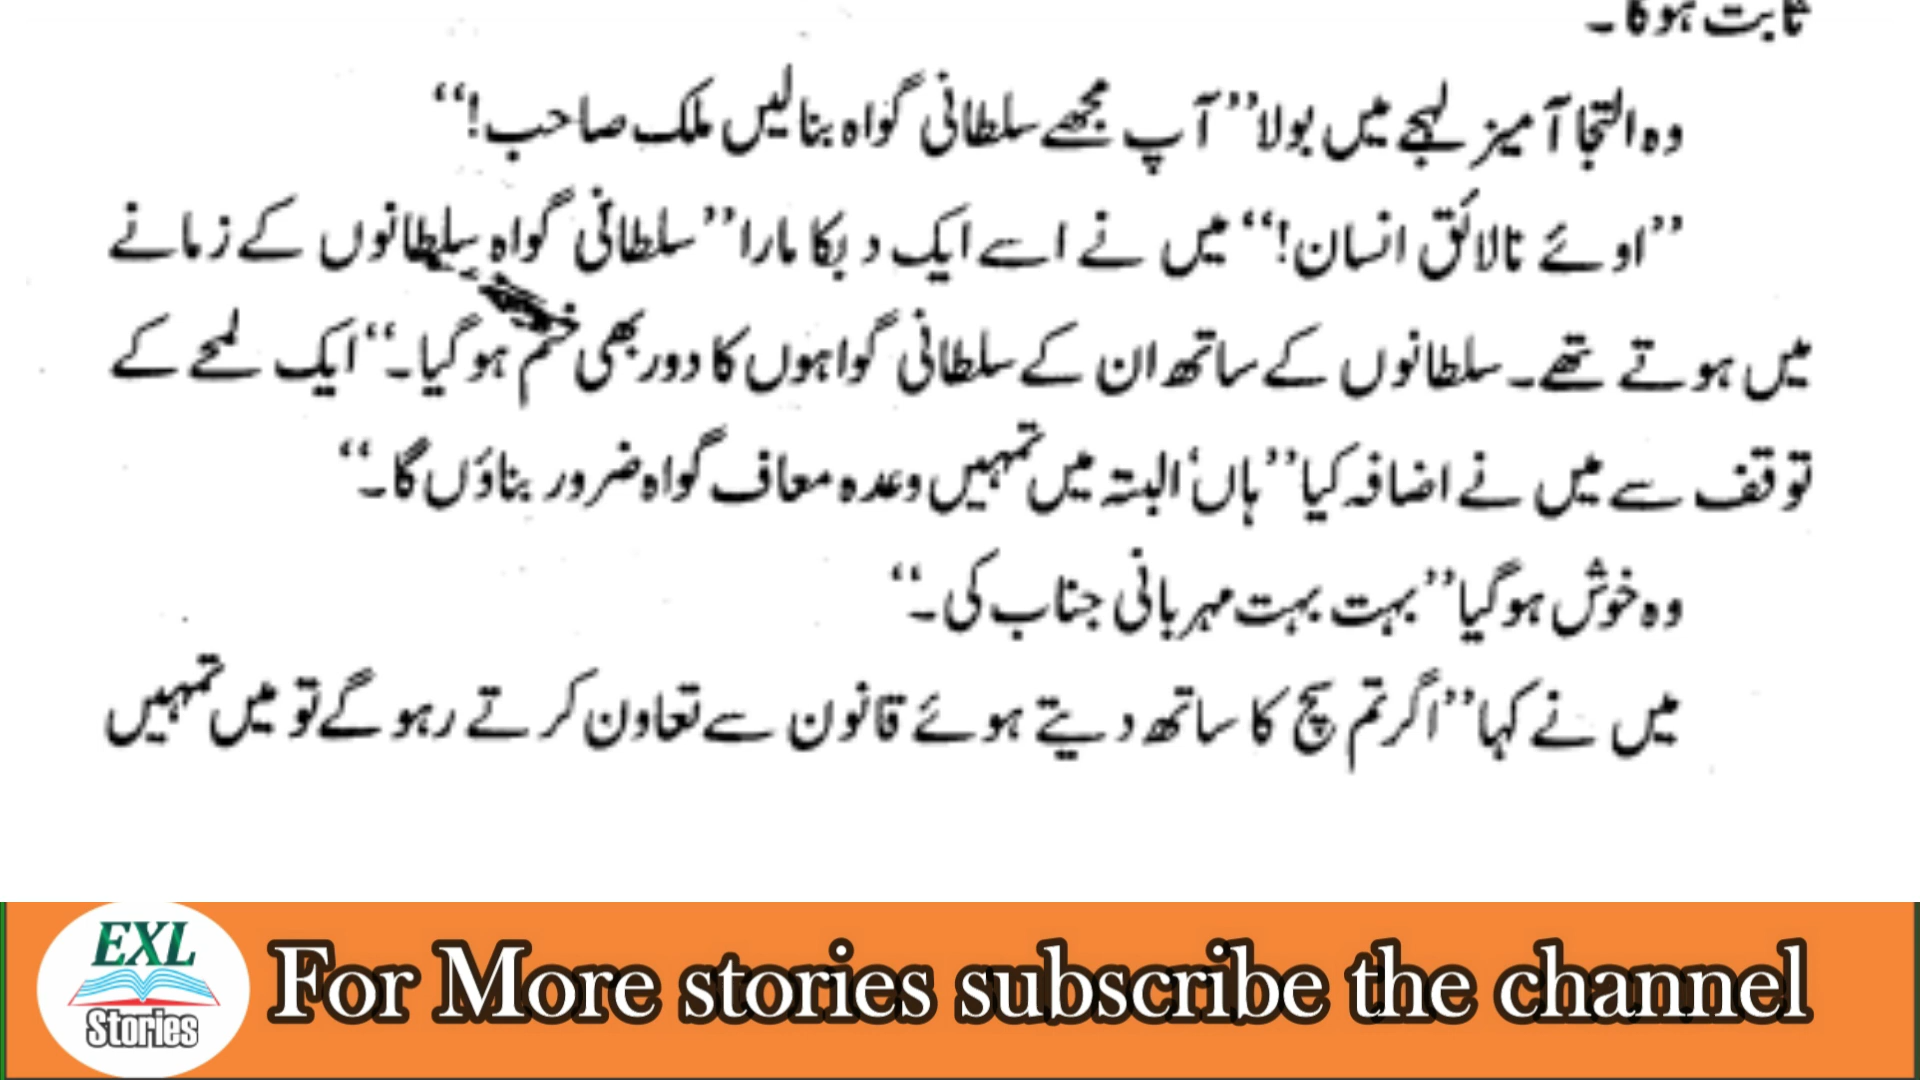 ثابت ہوگا۔
وہ التجا آمیز لہجے میں بولا ”آپ مجھے سلطانی گواہ بنالیں ملک صاحب!“
”اوئے نالائق انسان!“ میں نے اسے ایک دبکا مارا ”سلطانی گواہ سلطانوں کے زمانے
میں ہوتے تھے۔ سلطانوں کے ساتھ ان کے سلطانی گواہوں کا دور بھی ختم ہوگیا۔“ ایک لمحے کے
توقف سے میں نے اضافہ کیا ”ہاں‘ البتہ میں تمہیں وعدہ معاف گواہ ضرور بناؤں گا۔“
وہ خوش ہوگیا ”بہت بہت مہربانی جناب کی۔“
میں نے کہا ”اگر تم سچ کا ساتھ دیتے ہوئے قانون سے تعاون کرتے رہو گے تو میں تمہیں
EXL
Stories
For More stories subscribe the channel